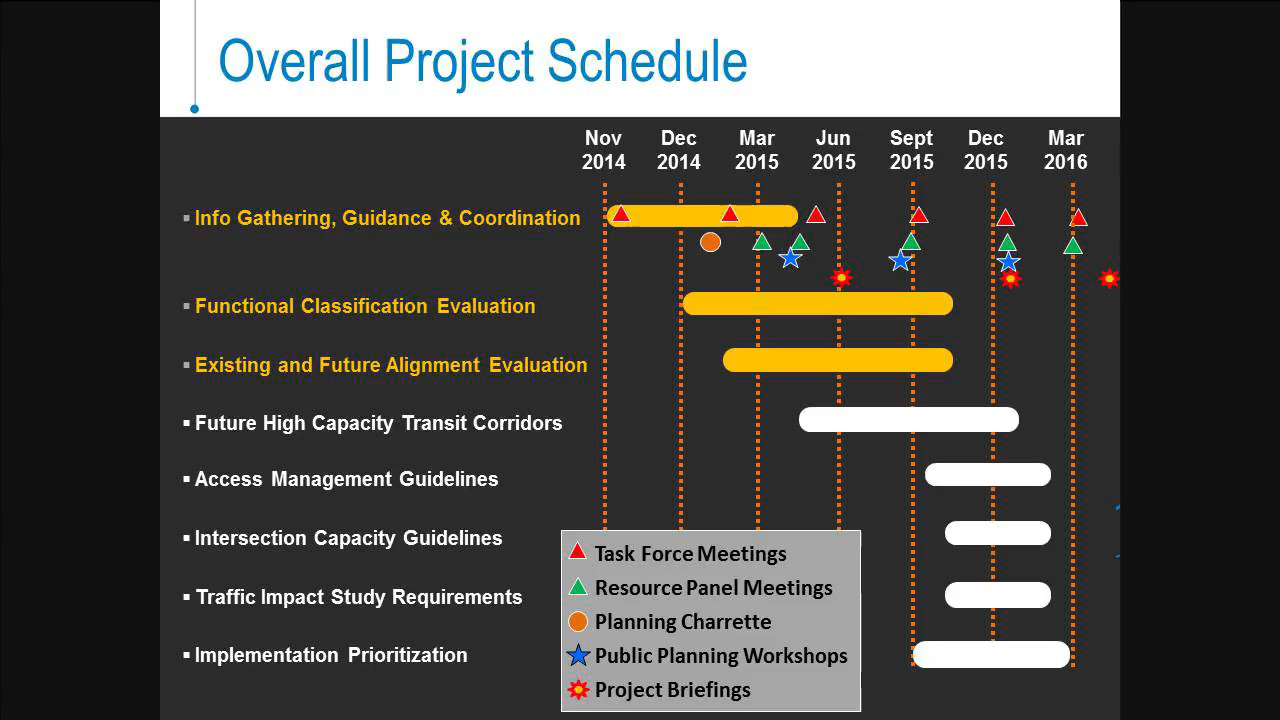 Overall Project Schedule
Nov Dec Mar Jun Sept Dec Mar
2014 2014 2015 2015 2015 2015 2016
Info Gathering, Guidance & Coordination
Functional Classification Evaluation
Existing and Future Alignment Evaluation
Future High Capacity Transit Corridors
Access Management Guidelines
Intersection Capacity Guidelines
Traffic Impact Study Requirements
Implementation Prioritization
Task Force Meetings
Resource Panel Meetings
Planning Charrette
Public Planning Workshops
Project Briefings